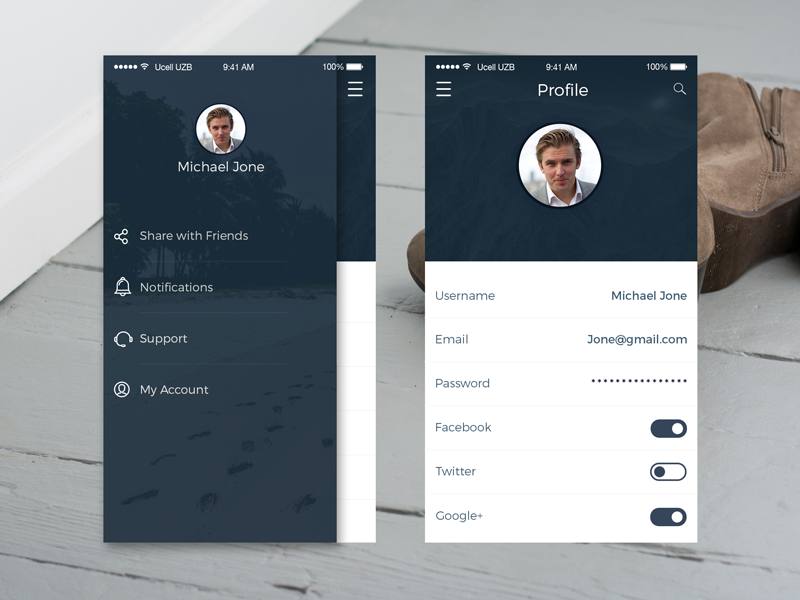 Ucell UZB 9:41 AM 100%
Michael Jone
Share with Friends
Notifications
Support
My Account
Ucell UZB 9:41 AM 100%
Profile
Username Michael Jone
Email Jone@gmail.com
Password ****************
Facebook
Twitter
Google+